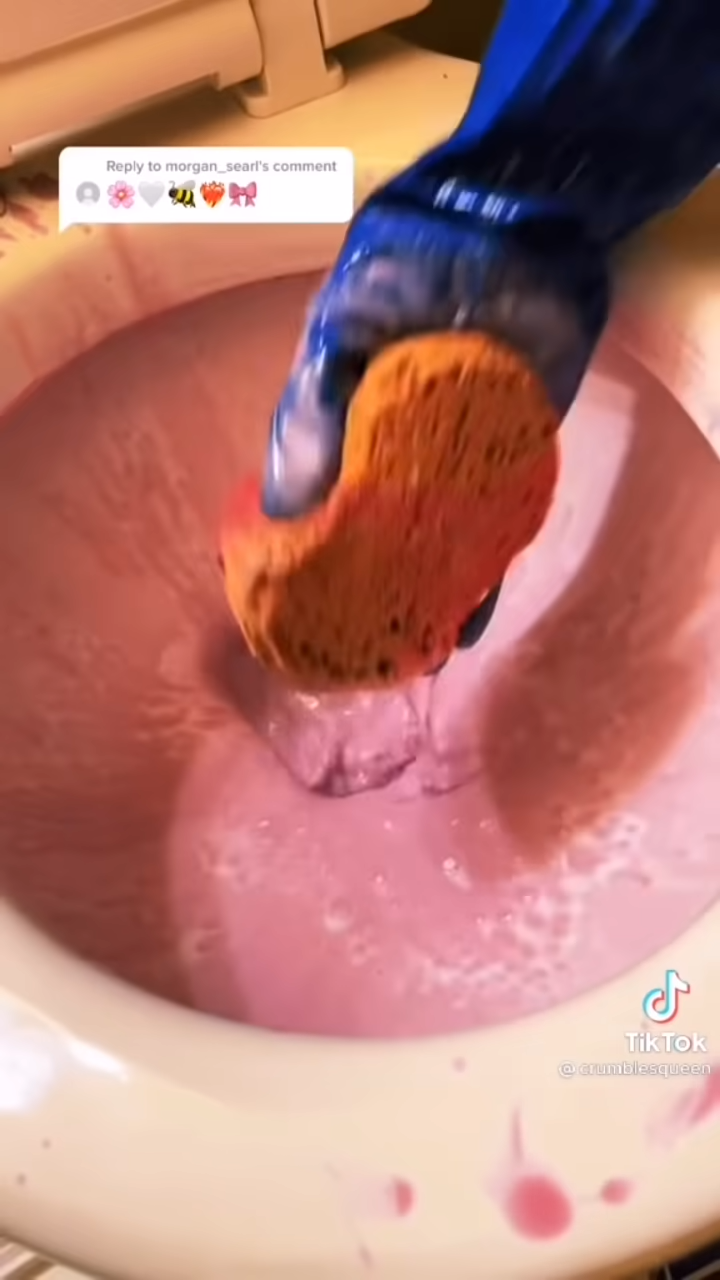 Reply to morgan_searl's comment
🌸🤍🐝❤️‍🔥🎀
TikTok
@crumblesqueen